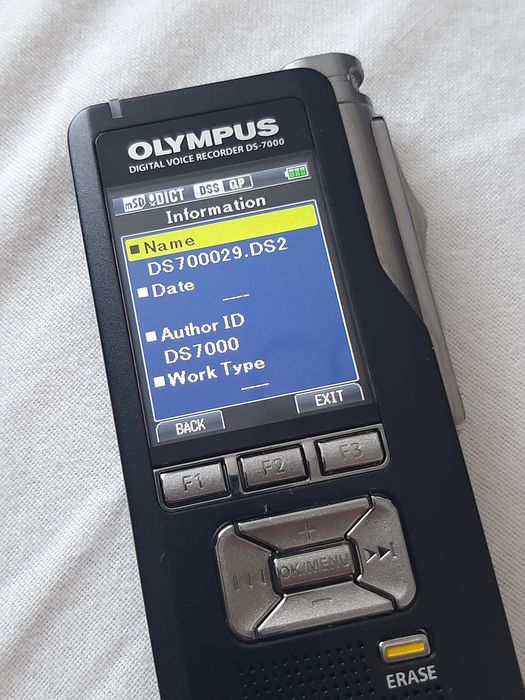 OLYMPUS
DIGITAL VOICE RECORDER DS-7000
mSD DICT DSS QP
Information
Name
DS700029.DS2
Date
----
Author ID
DS7000
Work Type
----
BACK EXIT
F1 F2 F3
+
OK/MENU
−
ERASE